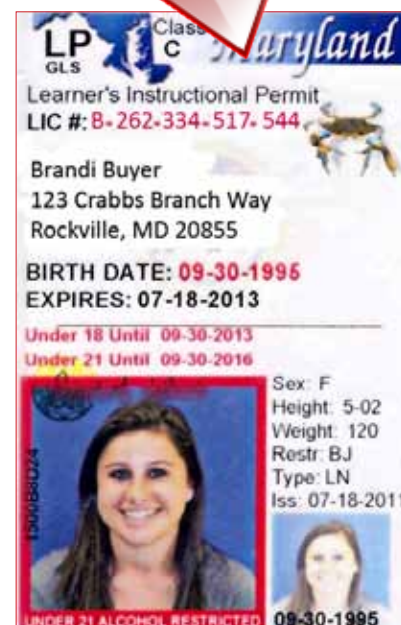 LP
GLS
Class
C
Maryland
Learner's Instructional Permit
LIC #: B-262-334-517-544
Brandi Buyer
123 Crabbs Branch Way
Rockville, MD 20855
BIRTH DATE: 09-30-1995
EXPIRES: 07-18-2013
Under 18 Until 09-30-2013
Under 21 Until 09-30-2016
Sex: F
Height: 5-02
Weight: 120
Restr: BJ
Type: LN
Iss: 07-18-2011
UNDER 21 ALCOHOL RESTRICTED
09-30-1995